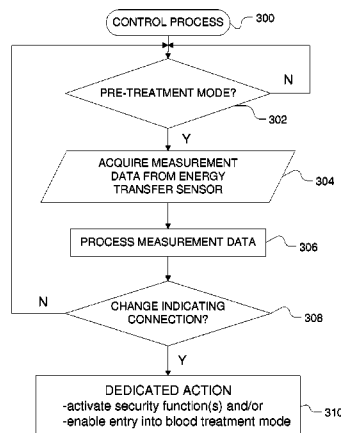 CONTROL PROCESS
300
N
PRE-TREATMENT MODE?
302
Y
ACQUIRE MEASUREMENT
DATA FROM ENERGY
TRANSFER SENSOR
304
PROCESS MEASUREMENT DATA
306
N
CHANGE INDICATING
CONNECTION?
308
Y
DEDICATED ACTION
-activate security function(s) and/or
-enable entry into blood treatment mode
310